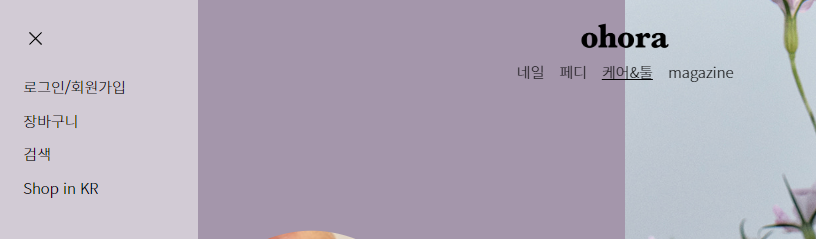 로그인/회원가입
장바구니
검색
Shop in KR
ohora
네일 페디 케어&툴 magazine